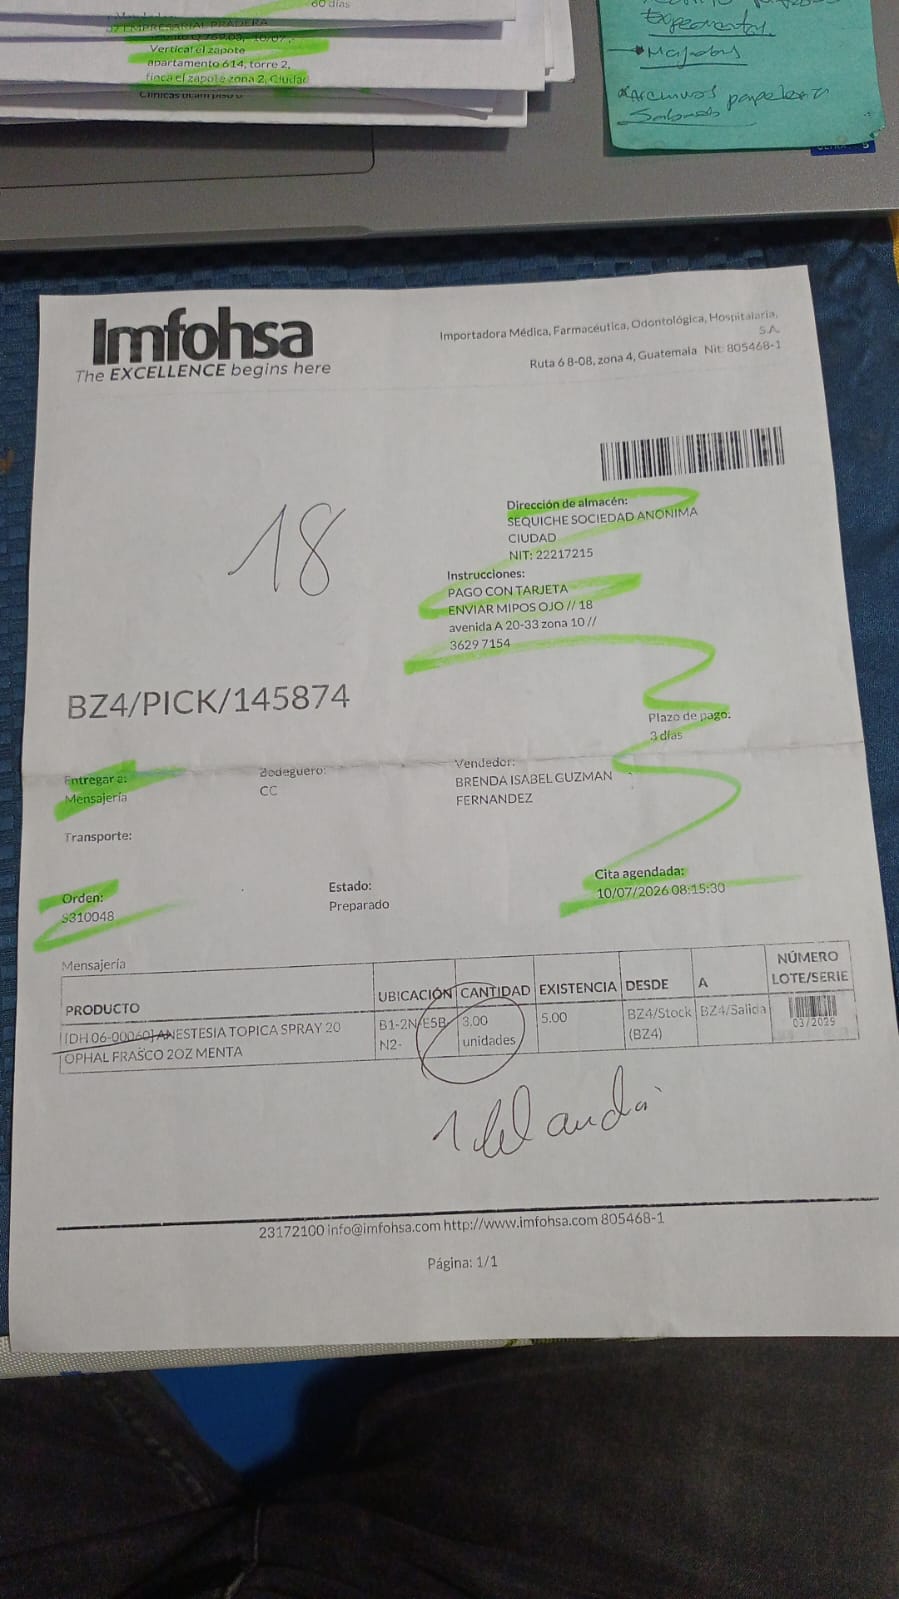 60 días
Vertical el zapote
apartamento 614, torre 2,
finca el zapote zona 2, Ciudad
Imfohsa
The EXCELLENCE begins here
Importadora Médica, Farmacéutica, Odontológica, Hospitalaria,
S.A.
Ruta 6 8-08, zona 4, Guatemala Nit: 805468-1
18
Dirección de almacén:
SEQUICHE SOCIEDAD ANONIMA
CIUDAD
NIT: 22217215
Instrucciones:
PAGO CON TARJETA
ENVIAR MIPOS OJO // 18
avenida A 20-33 zona 10 //
3629 7154
BZ4/PICK/145874
Plazo de pago:
3 días
Entregar a:
Mensajería
Bodeguero:
CC
Vendedor:
BRENDA ISABEL GUZMAN
FERNANDEZ
Transporte:
Orden:
S310048
Estado:
Preparado
Cita agendada:
10/07/2026 08:15:30
Mensajería
PRODUCTO UBICACIÓN CANTIDAD EXISTENCIA DESDE A NÚMERO LOTE/SERIE
[DH 06-00060] ANESTESIA TOPICA SPRAY 20 B1-2N/E5B 3.00 5.00 BZ4/Stock BZ4/Salida
OPHAL FRASCO 2OZ MENTA N2- unidades (BZ4) 03/2029
23172100 info@imfohsa.com http://www.imfohsa.com 805468-1
Página: 1/1